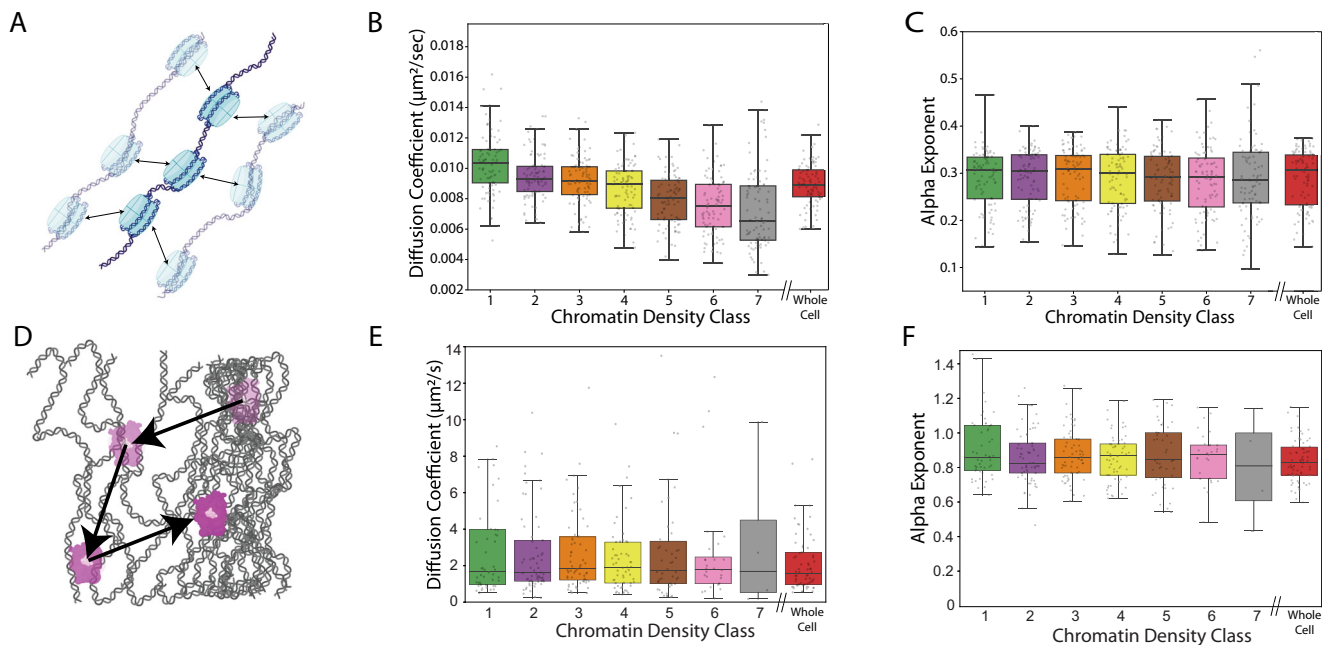 A
B
Diffusion Coefficient (µm²/sec)
0.018
0.016
0.014
0.012
0.010
0.008
0.006
0.004
0.002
1 2 3 4 5 6 7 // Whole
Cell
Chromatin Density Class
C
Alpha Exponent
0.6
0.5
0.4
0.3
0.2
0.1
1 2 3 4 5 6 7 // Whole
Cell
Chromatin Density Class
D
E
Diffusion Coefficient (µm²/s)
14
12
10
8
6
4
2
0
1 2 3 4 5 6 7 // Whole
Cell
Chromatin Density Class
F
Alpha Exponent
1.4
1.2
1.0
0.8
0.6
0.4
0
1 2 3 4 5 6 7 // Whole
Cell
Chromatin Density Class